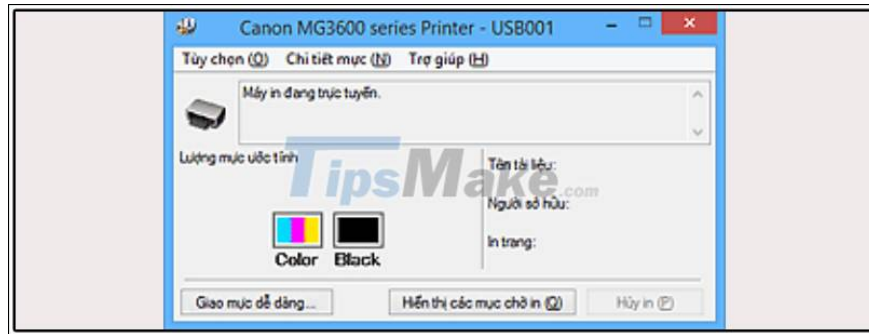 Canon MG3600 series Printer - USB001
Tùy chọn (O) Chi tiết mực (N) Trợ giúp (H)
Máy in đang trực tuyến.
Lượng mực ước tính
TipsMake.com
Tên tài liệu:
Người sở hữu:
In trang:
Color Black
Giao mực dễ dàng... Hiển thị các mục chờ in (Q) Hủy in (P)